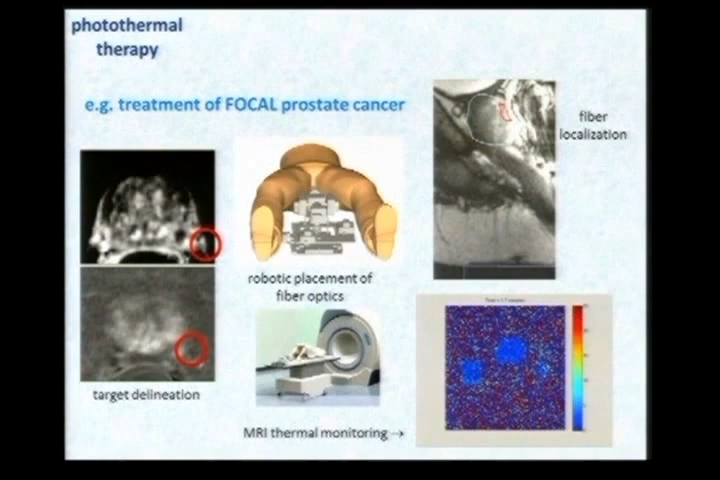 photothermal
therapy
e.g. treatment of FOCAL prostate cancer
fiber
localization
robotic placement of
fiber optics
target delineation
MRI thermal monitoring →